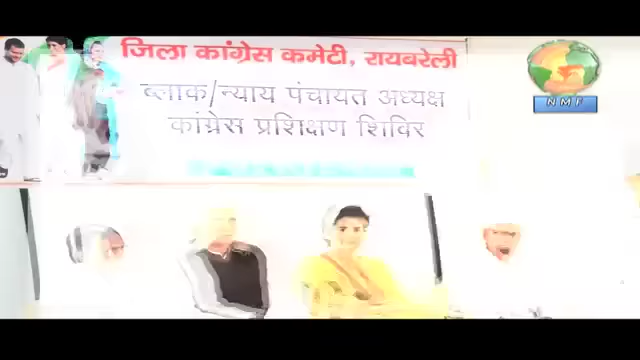 जिला कांग्रेस कमेटी, रायबरेली
ब्लाक/न्याय पंचायत अध्यक्ष
कांग्रेस प्रशिक्षण शिविर
NMF